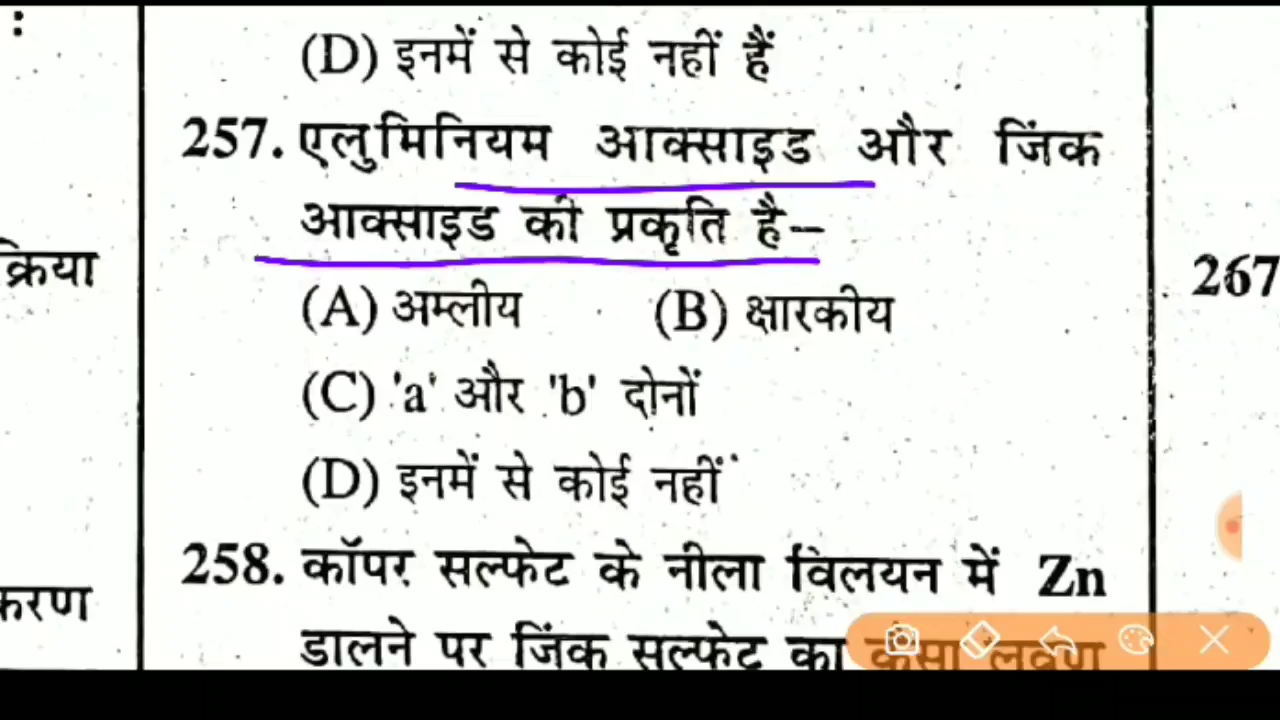 :
(D) इनमें से कोई नहीं हैं
257. एलुमिनियम आक्साइड और जिंक
आक्साइड की प्रकृति है–
क्रिया
267
(A) अम्लीय (B) क्षारकीय
(C) 'a' और 'b' दोनों
(D) इनमें से कोई नहीं
258. कॉपर सल्फेट के नीला विलयन में Zn
करण
डालने पर जिंक सल्फेट का कैसा लवण